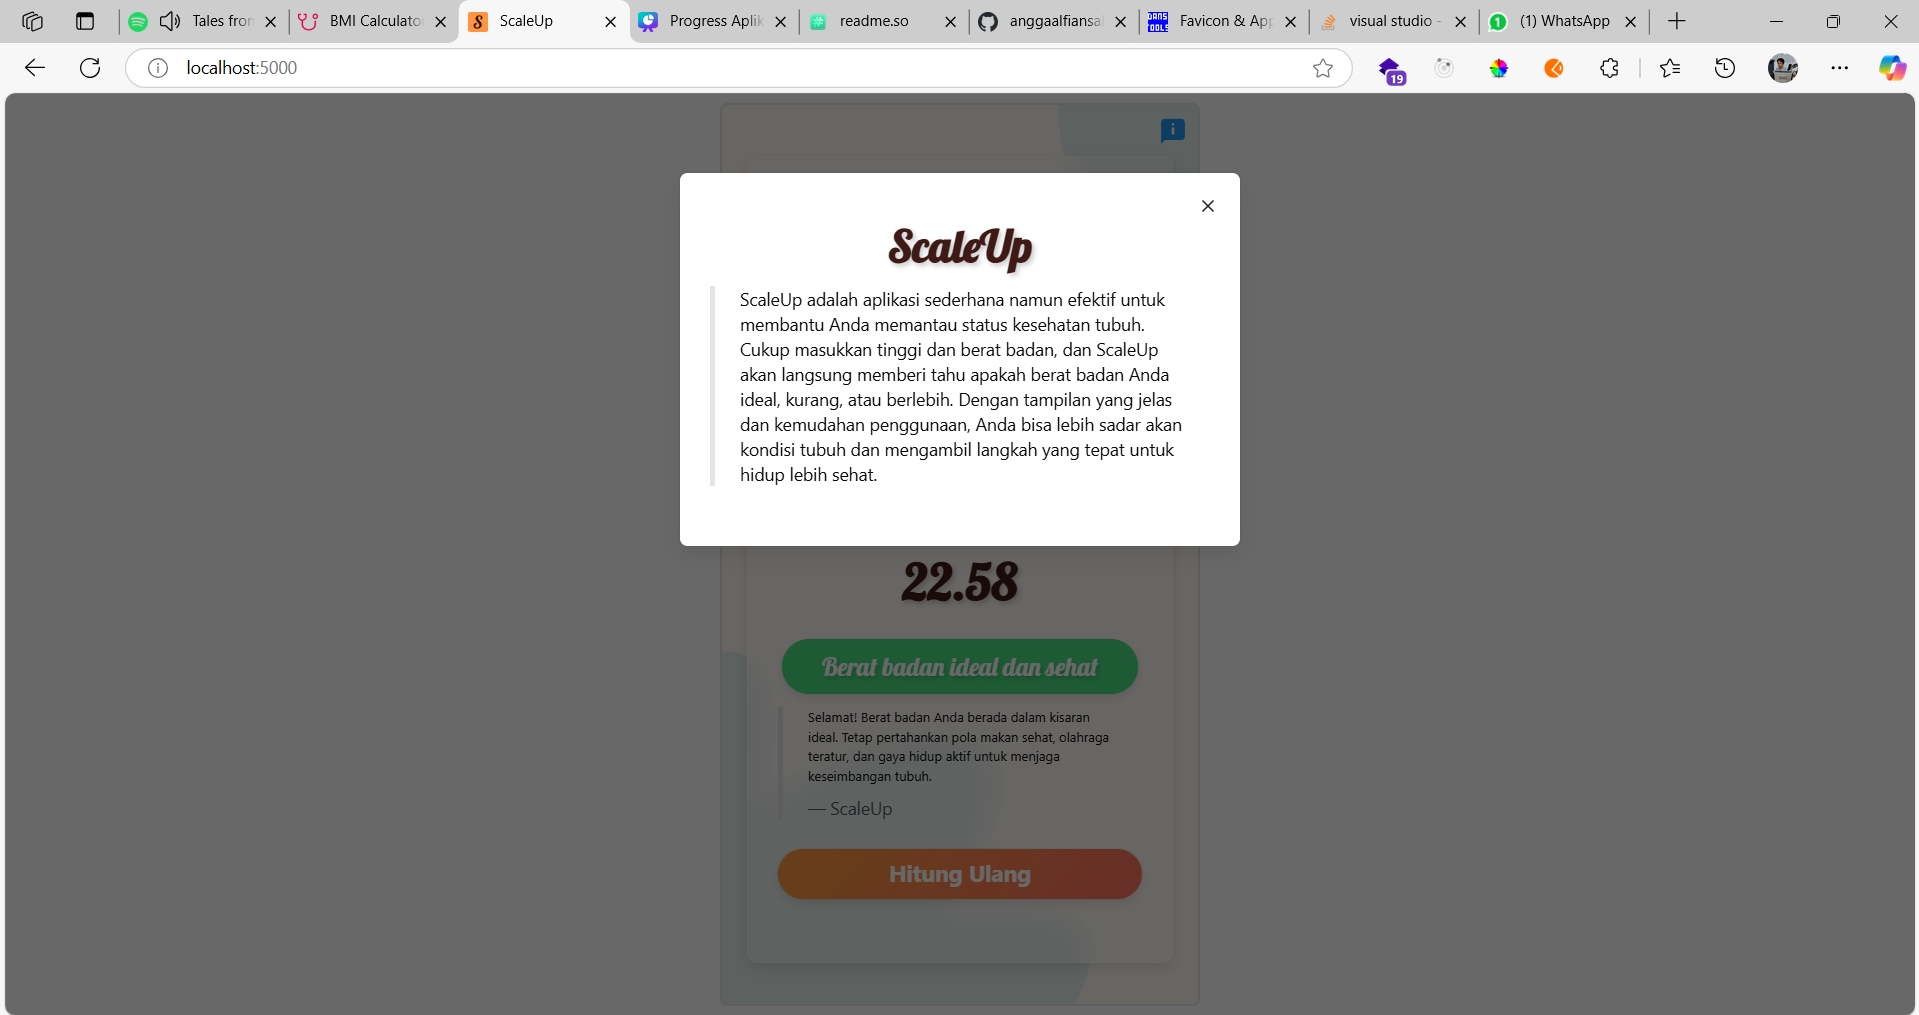 Tales fron
BMI Calculato
ScaleUp
Progress Aplik
readme.so
anggaalfiansa
Favicon & App
visual studio -
(1) WhatsApp
localhost:5000
19
ScaleUp
ScaleUp adalah aplikasi sederhana namun efektif untuk
membantu Anda memantau status kesehatan tubuh.
Cukup masukkan tinggi dan berat badan, dan ScaleUp
akan langsung memberi tahu apakah berat badan Anda
ideal, kurang, atau berlebih. Dengan tampilan yang jelas
dan kemudahan penggunaan, Anda bisa lebih sadar akan
kondisi tubuh dan mengambil langkah yang tepat untuk
hidup lebih sehat.
22.58
Berat badan ideal dan sehat
Selamat! Berat badan Anda berada dalam kisaran
ideal. Tetap pertahankan pola makan sehat, olahraga
teratur, dan gaya hidup aktif untuk menjaga
keseimbangan tubuh.
— ScaleUp
Hitung Ulang